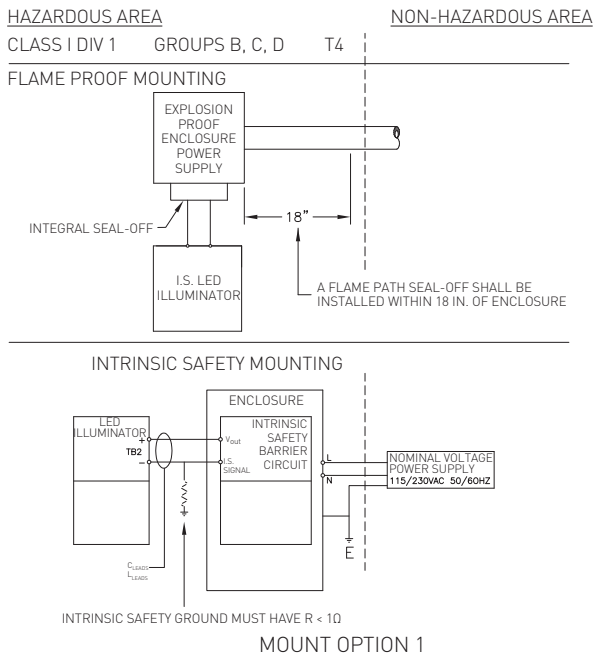 HAZARDOUS AREA
NON-HAZARDOUS AREA
CLASS I DIV 1 GROUPS B, C, D T4
FLAME PROOF MOUNTING
EXPLOSION
PROOF
ENCLOSURE
POWER
SUPPLY
INTEGRAL SEAL-OFF
18"
I.S. LED
ILLUMINATOR
A FLAME PATH SEAL-OFF SHALL BE
INSTALLED WITHIN 18 IN. OF ENCLOSURE
INTRINSIC SAFETY MOUNTING
ENCLOSURE
LED
ILLUMINATOR
+
TB2
–
INTRINSIC
SAFETY
BARRIER
CIRCUIT
Vout
I.S.
SIGNAL
L
N
NOMINAL VOLTAGE
POWER SUPPLY
115/230VAC 50/60HZ
E
CLEADS
LLEADS
INTRINSIC SAFETY GROUND MUST HAVE R < 1Ω
MOUNT OPTION 1